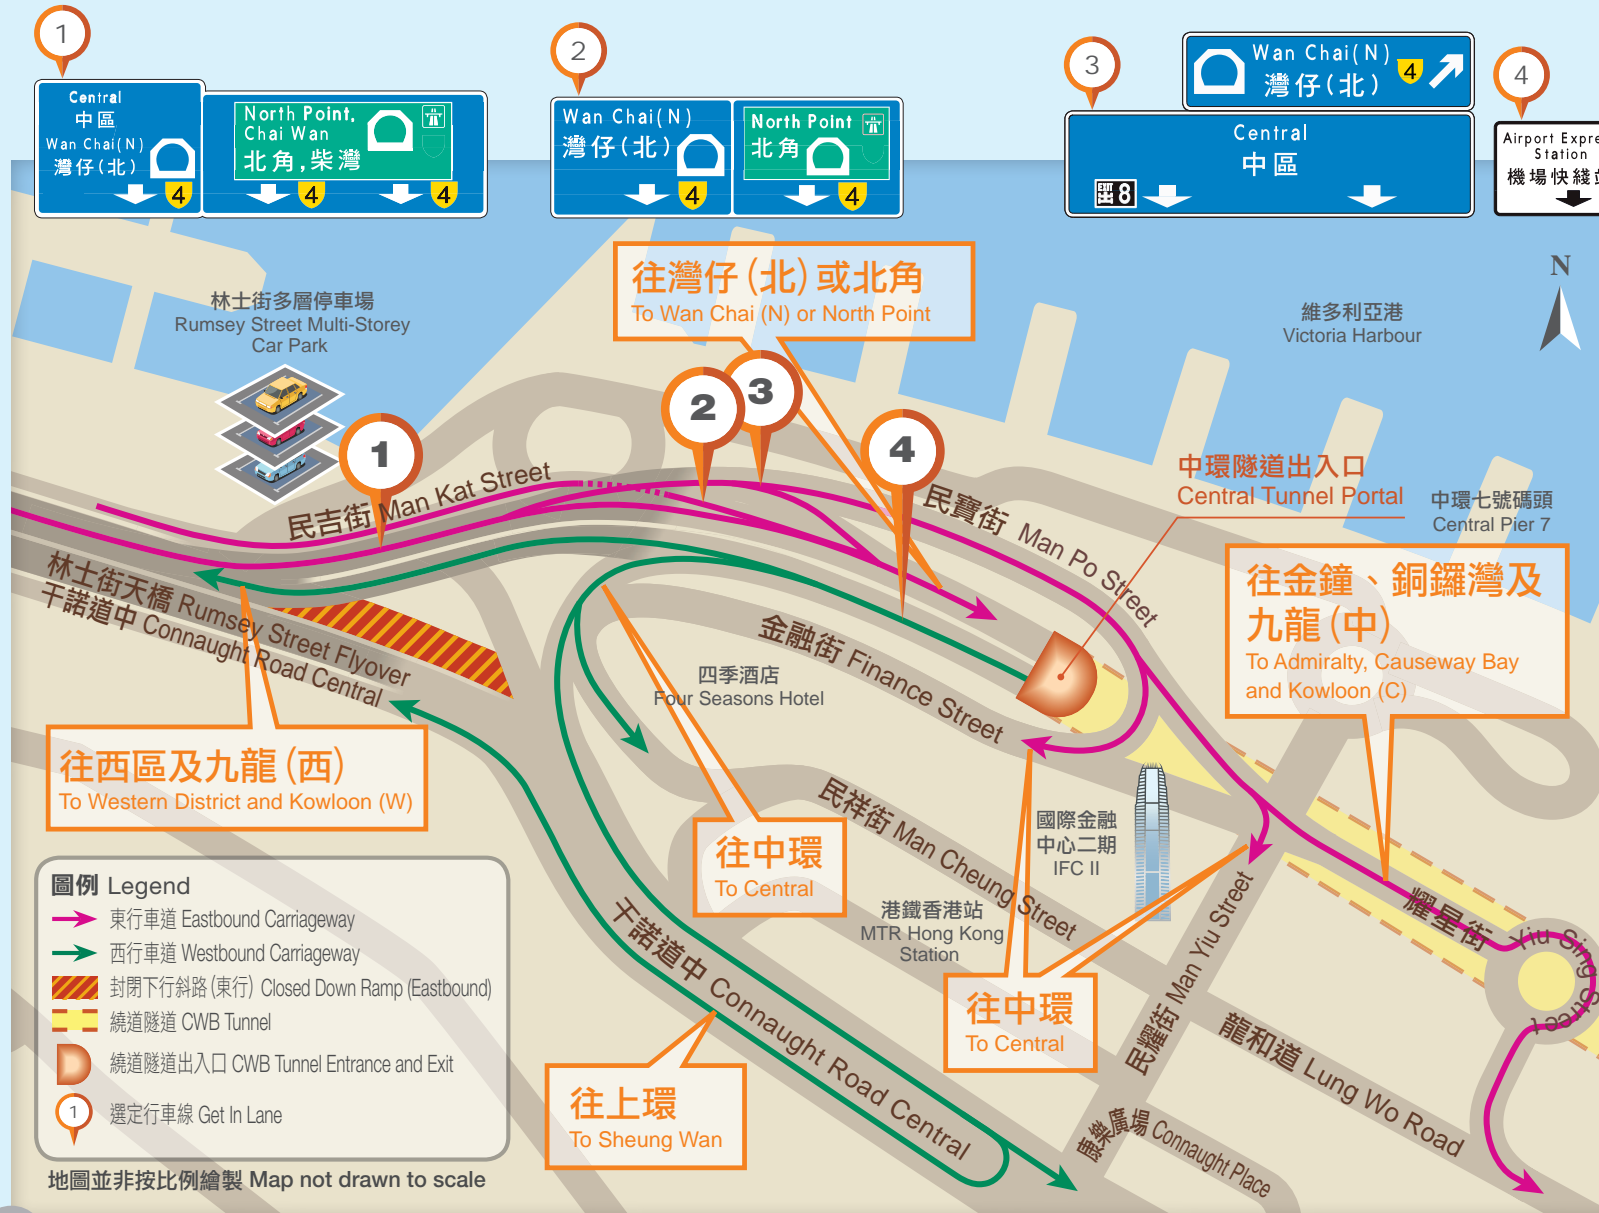 1
Central
中區
Wan Chai(N)
灣仔(北)
4
North Point,
Chai Wan
北角,柴灣
4
4
2
Wan Chai(N)
灣仔(北)
4
North Point
北角
4
3
Wan Chai(N)
灣仔(北)
4
Central
中區
EXIT
出
8
4
Airport Expre
Station
機場快綫
往灣仔(北)或北角
To Wan Chai (N) or North Point
林士街多層停車場
Rumsey Street Multi-Storey
Car Park
維多利亞港
Victoria Harbour
N
1
2
3
4
民吉街 Man Kat Street
民寶街 Man Po Street
中環隧道出入口
Central Tunnel Portal
中環七號碼頭
Central Pier 7
林士街天橋 Rumsey Street Flyover
干諾道中 Connaught Road Central
往金鐘、銅鑼灣及
九龍(中)
To Admiralty, Causeway Bay
and Kowloon (C)
金融街 Finance Street
四季酒店
Four Seasons Hotel
往西區及九龍(西)
To Western District and Kowloon (W)
往中環
To Central
民祥街 Man Cheung Street
國際金融
中心二期
IFC II
港鐵香港站
MTR Hong Kong
Station
耀星街 Yiu Sing Street
民耀街 Man Yiu Street
往中環
To Central
干諾道中 Connaught Road Central
龍和道 Lung Wo Road
往上環
To Sheung Wan
康樂廣場 Connaught Place
圖例 Legend
東行車道 Eastbound Carriageway
西行車道 Westbound Carriageway
封閉下行斜路(東行) Closed Down Ramp (Eastbound)
繞道隧道 CWB Tunnel
繞道隧道出入口 CWB Tunnel Entrance and Exit
1
選定行車線 Get In Lane
地圖並非按比例繪製 Map not drawn to scale